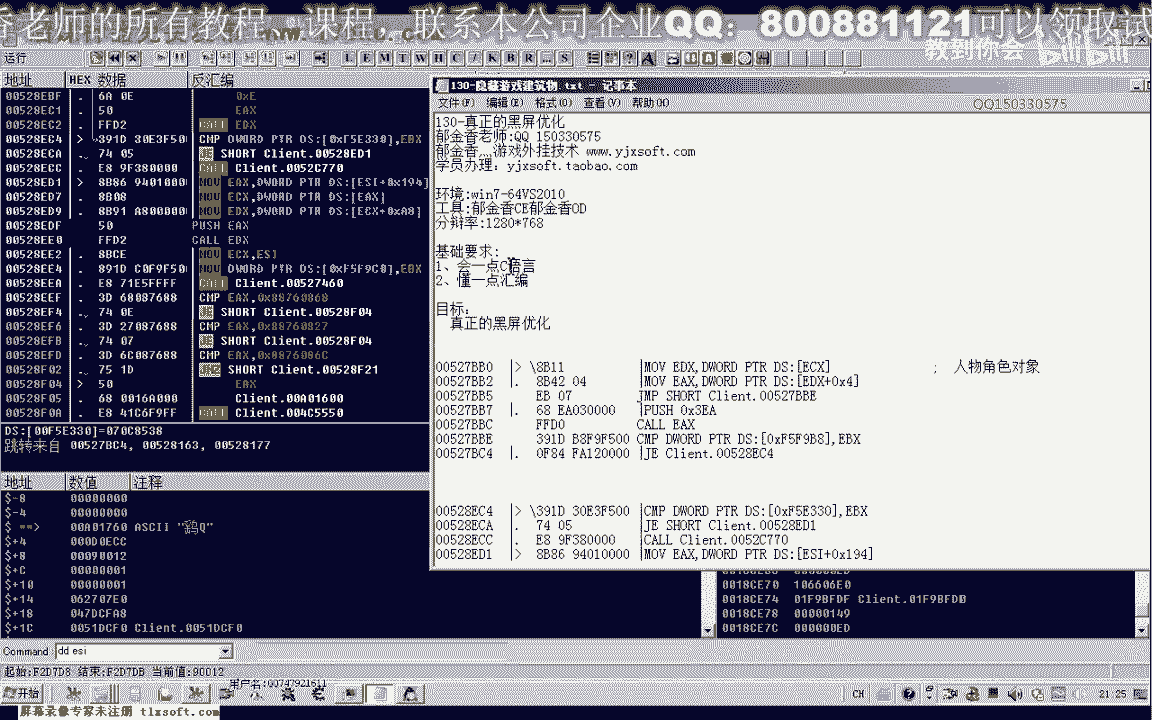 香老师的所有教程、课程。联系本公司企业QQ：800881121可以领取试
教到你会
bilibili
运行
L E M T W H C / K B R ... S
地址 HEX 数据 反汇编
00528EBF . 6A 0E 0xE
00528EC1 . 50 EAX
00528EC2 . FFD2 CALL EDX
00528EC4 > 391D 30E3F50 CMP DWORD PTR DS:[0xF5E330],EBX
00528ECA . 74 05 JE SHORT Client.00528ED1
00528ECC . E8 9F380000 CALL Client.0052C770
00528ED1 > 8B86 9401000 MOV EAX,DWORD PTR DS:[ESI+0x194]
00528ED7 . 8B08 MOV ECX,DWORD PTR DS:[EAX]
00528ED9 . 8B91 A800000 MOV EDX,DWORD PTR DS:[ECX+0xA8]
00528EDF 50 PUSH EAX
00528EE0 FFD2 CALL EDX
00528EE2 . 8BCE MOV ECX,ESI
00528EE4 . 891D C0F9F50 MOV DWORD PTR DS:[0xF5F9C0],EBX
00528EEA . E8 71E5FFFF CALL Client.00527460
00528EEF . 3D 68087688 CMP EAX,0x88760868
00528EF4 . 74 0E JE SHORT Client.00528F04
00528EF6 . 3D 27087688 CMP EAX,0x88760827
00528EFB . 74 07 JE SHORT Client.00528F04
00528EFD . 3D 6C087688 CMP EAX,0x8876086C
00528F02 . 75 1D JNZ SHORT Client.00528F21
00528F04 > 50 EAX
00528F05 . 68 0016A000 Client.00A01600
00528F0A . E8 41C6F9FF CALL Client.004C5550
DS:[00F5E330]=070C8538
跳转来自 00527BC4, 00528163, 00528177
地址 数值 注释
$-8 00000000
$-4 00000000
$ ==> 00A01760 ASCII "鹞Q"
$+4 000D0ECC
$+8 00090012
$+C 00000001
$+10 00000001
$+14 062707E0
$+18 047DCFA8
$+1C 0051DCF0 Client.0051DCF0
130-隐藏游戏建筑物.txt - 记事本
文件(F) 编辑(E) 格式(O) 查看(V) 帮助(H)
QQ150330575
130-真正的黑屏优化
郁金香老师:QQ 150330575
郁金香灬游戏外挂技术 www.yjxsoft.com
学员办理：yjxsoft.taobao.com
环境:win7-64VS2010
工具:郁金香CE郁金香OD
分辩率:1280*768
基础要求:
1、会一点C语言
2、懂一点汇编
目标:
真正的黑屏优化
00527BB0 |> \8B11 |MOV EDX,DWORD PTR DS:[ECX] ; 人物角色对象
00527BB2 |. 8B42 04 |MOV EAX,DWORD PTR DS:[EDX+0x4]
00527BB5 EB 07 JMP SHORT Client.00527BBE
00527BB7 |. 68 EA030000 |PUSH 0x3EA
00527BBC FFD0 CALL EAX
00527BBE 391D B8F9F500 CMP DWORD PTR DS:[0xF5F9B8],EBX
00527BC4 |. 0F84 FA120000 |JE Client.00528EC4
00528EC4 |> \391D 30E3F500 |CMP DWORD PTR DS:[0xF5E330],EBX
00528ECA |. 74 05 |JE SHORT Client.00528ED1
00528ECC |. E8 9F380000 |CALL Client.0052C770
00528ED1 |> 8B86 94010000 |MOV EAX,DWORD PTR DS:[ESI+0x194]
0018CE70 106606E0
0018CE74 01F9BFDF Client.01F9BFDD
0018CE78 00000149
0018CE7C 000000ED
Command dd esi
起始:F2D7D8 结束:F2D7DB 当前值:90012
开始
用户名:00747921611
CH
21:25
屏幕录像专家未注册 tlxsoft.com